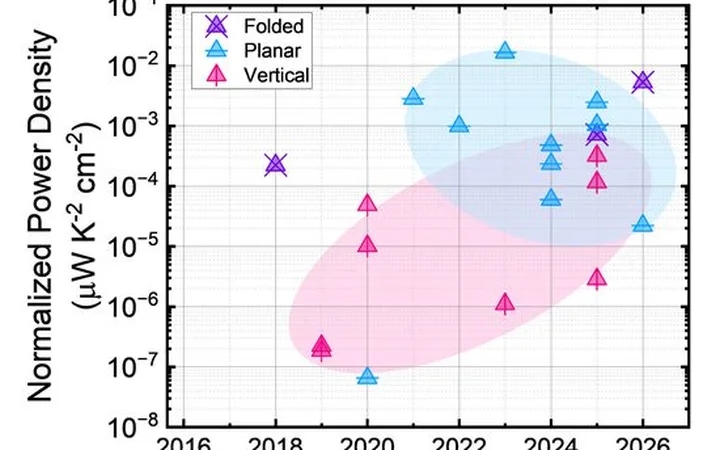 10⁻¹
Folded
Planar
Vertical
10⁻²
10⁻³
10⁻⁴
10⁻⁵
10⁻⁶
10⁻⁷
10⁻⁸
Normalized Power Density
(μW K⁻² cm⁻²)
2016 2018 2020 2022 2024 2026